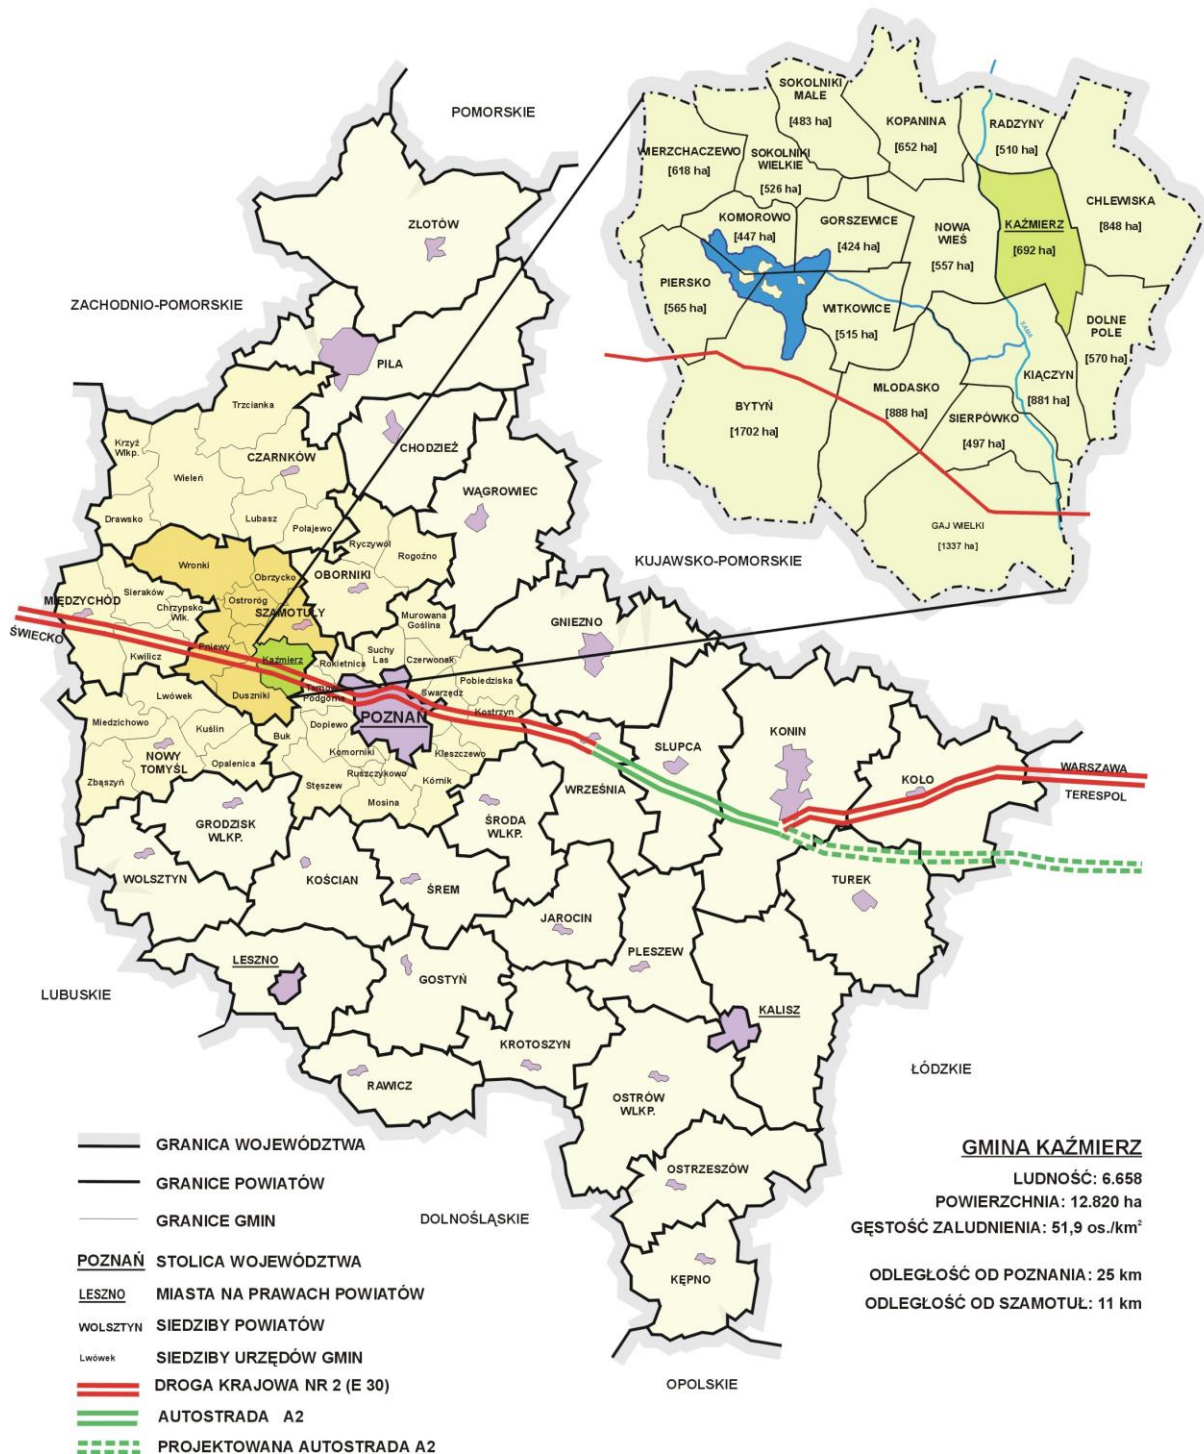 POMORSKIE
ZACHODNIO-POMORSKIE
KUJAWSKO-POMORSKIE
LUBUSKIE
ŁÓDZKIE
DOLNOŚLĄSKIE
OPOLSKIE
SOKOLNIKI
MAŁE
[483 ha]
KOPANINA
[652 ha]
RADZYNY
[510 ha]
WIERZCHACZEWO
[618 ha]
SOKOLNIKI
WIELKIE
[526 ha]
CHLEWISKA
[848 ha]
KOMOROWO
[447 ha]
GORSZEWICE
[424 ha]
NOWA
WIEŚ
[557 ha]
KAŹMIERZ
[692 ha]
PIERSKO
[565 ha]
WITKOWICE
[515 ha]
SAMA
DOLNE
POLE
[570 ha]
KIĄCZYN
[881 ha]
BYTYŃ
[1702 ha]
MŁODASKO
[888 ha]
SIERPÓWKO
[497 ha]
GAJ WIELKI
[1337 ha]
ZŁOTÓW
PIŁA
Trzcianka
Krzyż
Wlkp.
CZARNKÓW
Wieleń
Drawsko
Lubasz
Połajewo
CHODZIEŻ
WĄGROWIEC
Ryczywół
Rogoźno
OBORNIKI
Wronki
Obrzycko
Ostroróg
SZAMOTUŁY
MIĘDZYCHÓD
Sieraków
Chrzypsko
Wlk.
ŚWIECKO
Kwilicz
Pniewy
Kaźmierz
Duszniki
Murowana
Goślina
Suchy
Las
Czerwonak
Rokietnica
Tarnowo
Podgórne
Pobiedziska
Swarzędz
Kostrzyn
POZNAŃ
Dopiewo
Buk
Komorniki
Kleszczewo
Stęszew
Ruszczykowo
Kórnik
Mosina
Lwówek
Miedzichowo
Kuślin
NOWY
TOMYŚL
Opalenica
Zbąszyń
GNIEZNO
WRZEŚNIA
SŁUPCA
KONIN
KOŁO
WARSZAWA
TERESPOL
TUREK
GRODZISK
WLKP.
WOLSZTYN
KOŚCIAN
ŚREM
ŚRODA
WLKP.
JAROCIN
PLESZEW
LESZNO
GOSTYŃ
KALISZ
KROTOSZYN
RAWICZ
OSTRÓW
WLKP.
OSTRZESZÓW
KĘPNO
GRANICA WOJEWÓDZTWA
GRANICE POWIATÓW
GRANICE GMIN
POZNAŃ STOLICA WOJEWÓDZTWA
LESZNO MIASTA NA PRAWACH POWIATÓW
WOLSZTYN SIEDZIBY POWIATÓW
Lwówek SIEDZIBY URZĘDÓW GMIN
DROGA KRAJOWA NR 2 (E 30)
AUTOSTRADA A2
PROJEKTOWANA AUTOSTRADA A2
GMINA KAŹMIERZ
LUDNOŚĆ: 6.658
POWIERZCHNIA: 12.820 ha
GĘSTOŚĆ ZALUDNIENIA: 51,9 os./km²
ODLEGŁOŚĆ OD POZNANIA: 25 km
ODLEGŁOŚĆ OD SZAMOTUŁ: 11 km